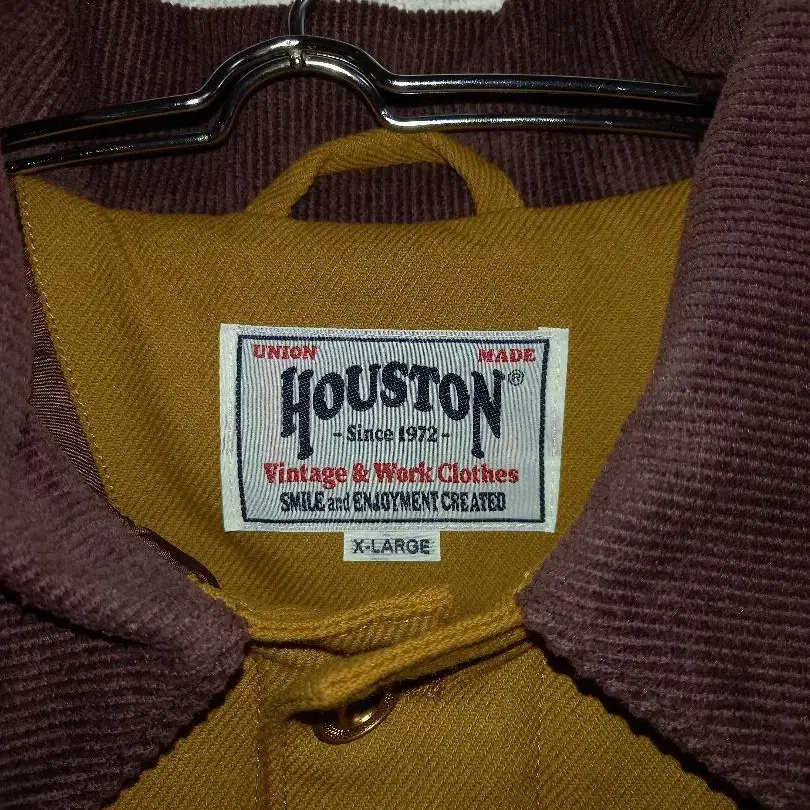 UNION MADE
HOUSTON®
- Since 1972 -
Vintage & Work Clothes
SMILE and ENJOYMENT CREATED
X-LARGE